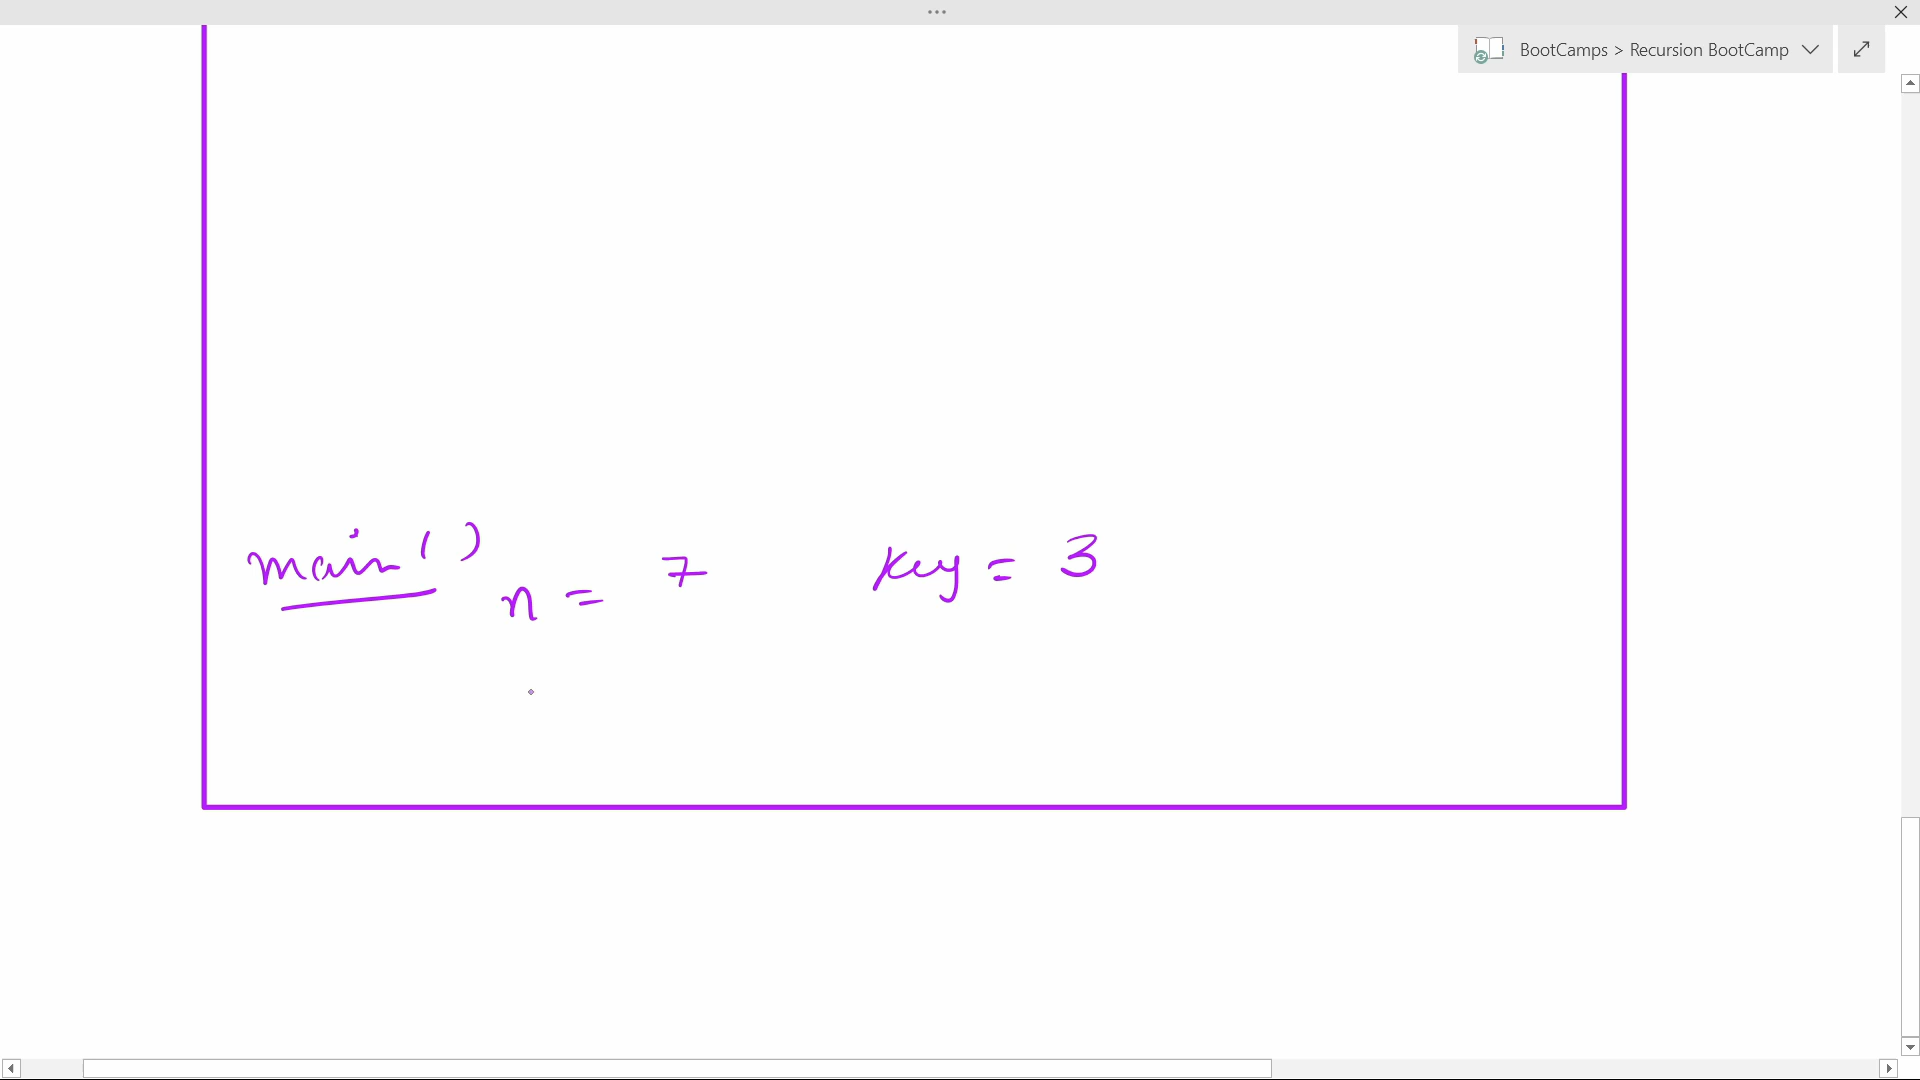 BootCamps > Recursion BootCamp
main ( )
n = 7 key = 3